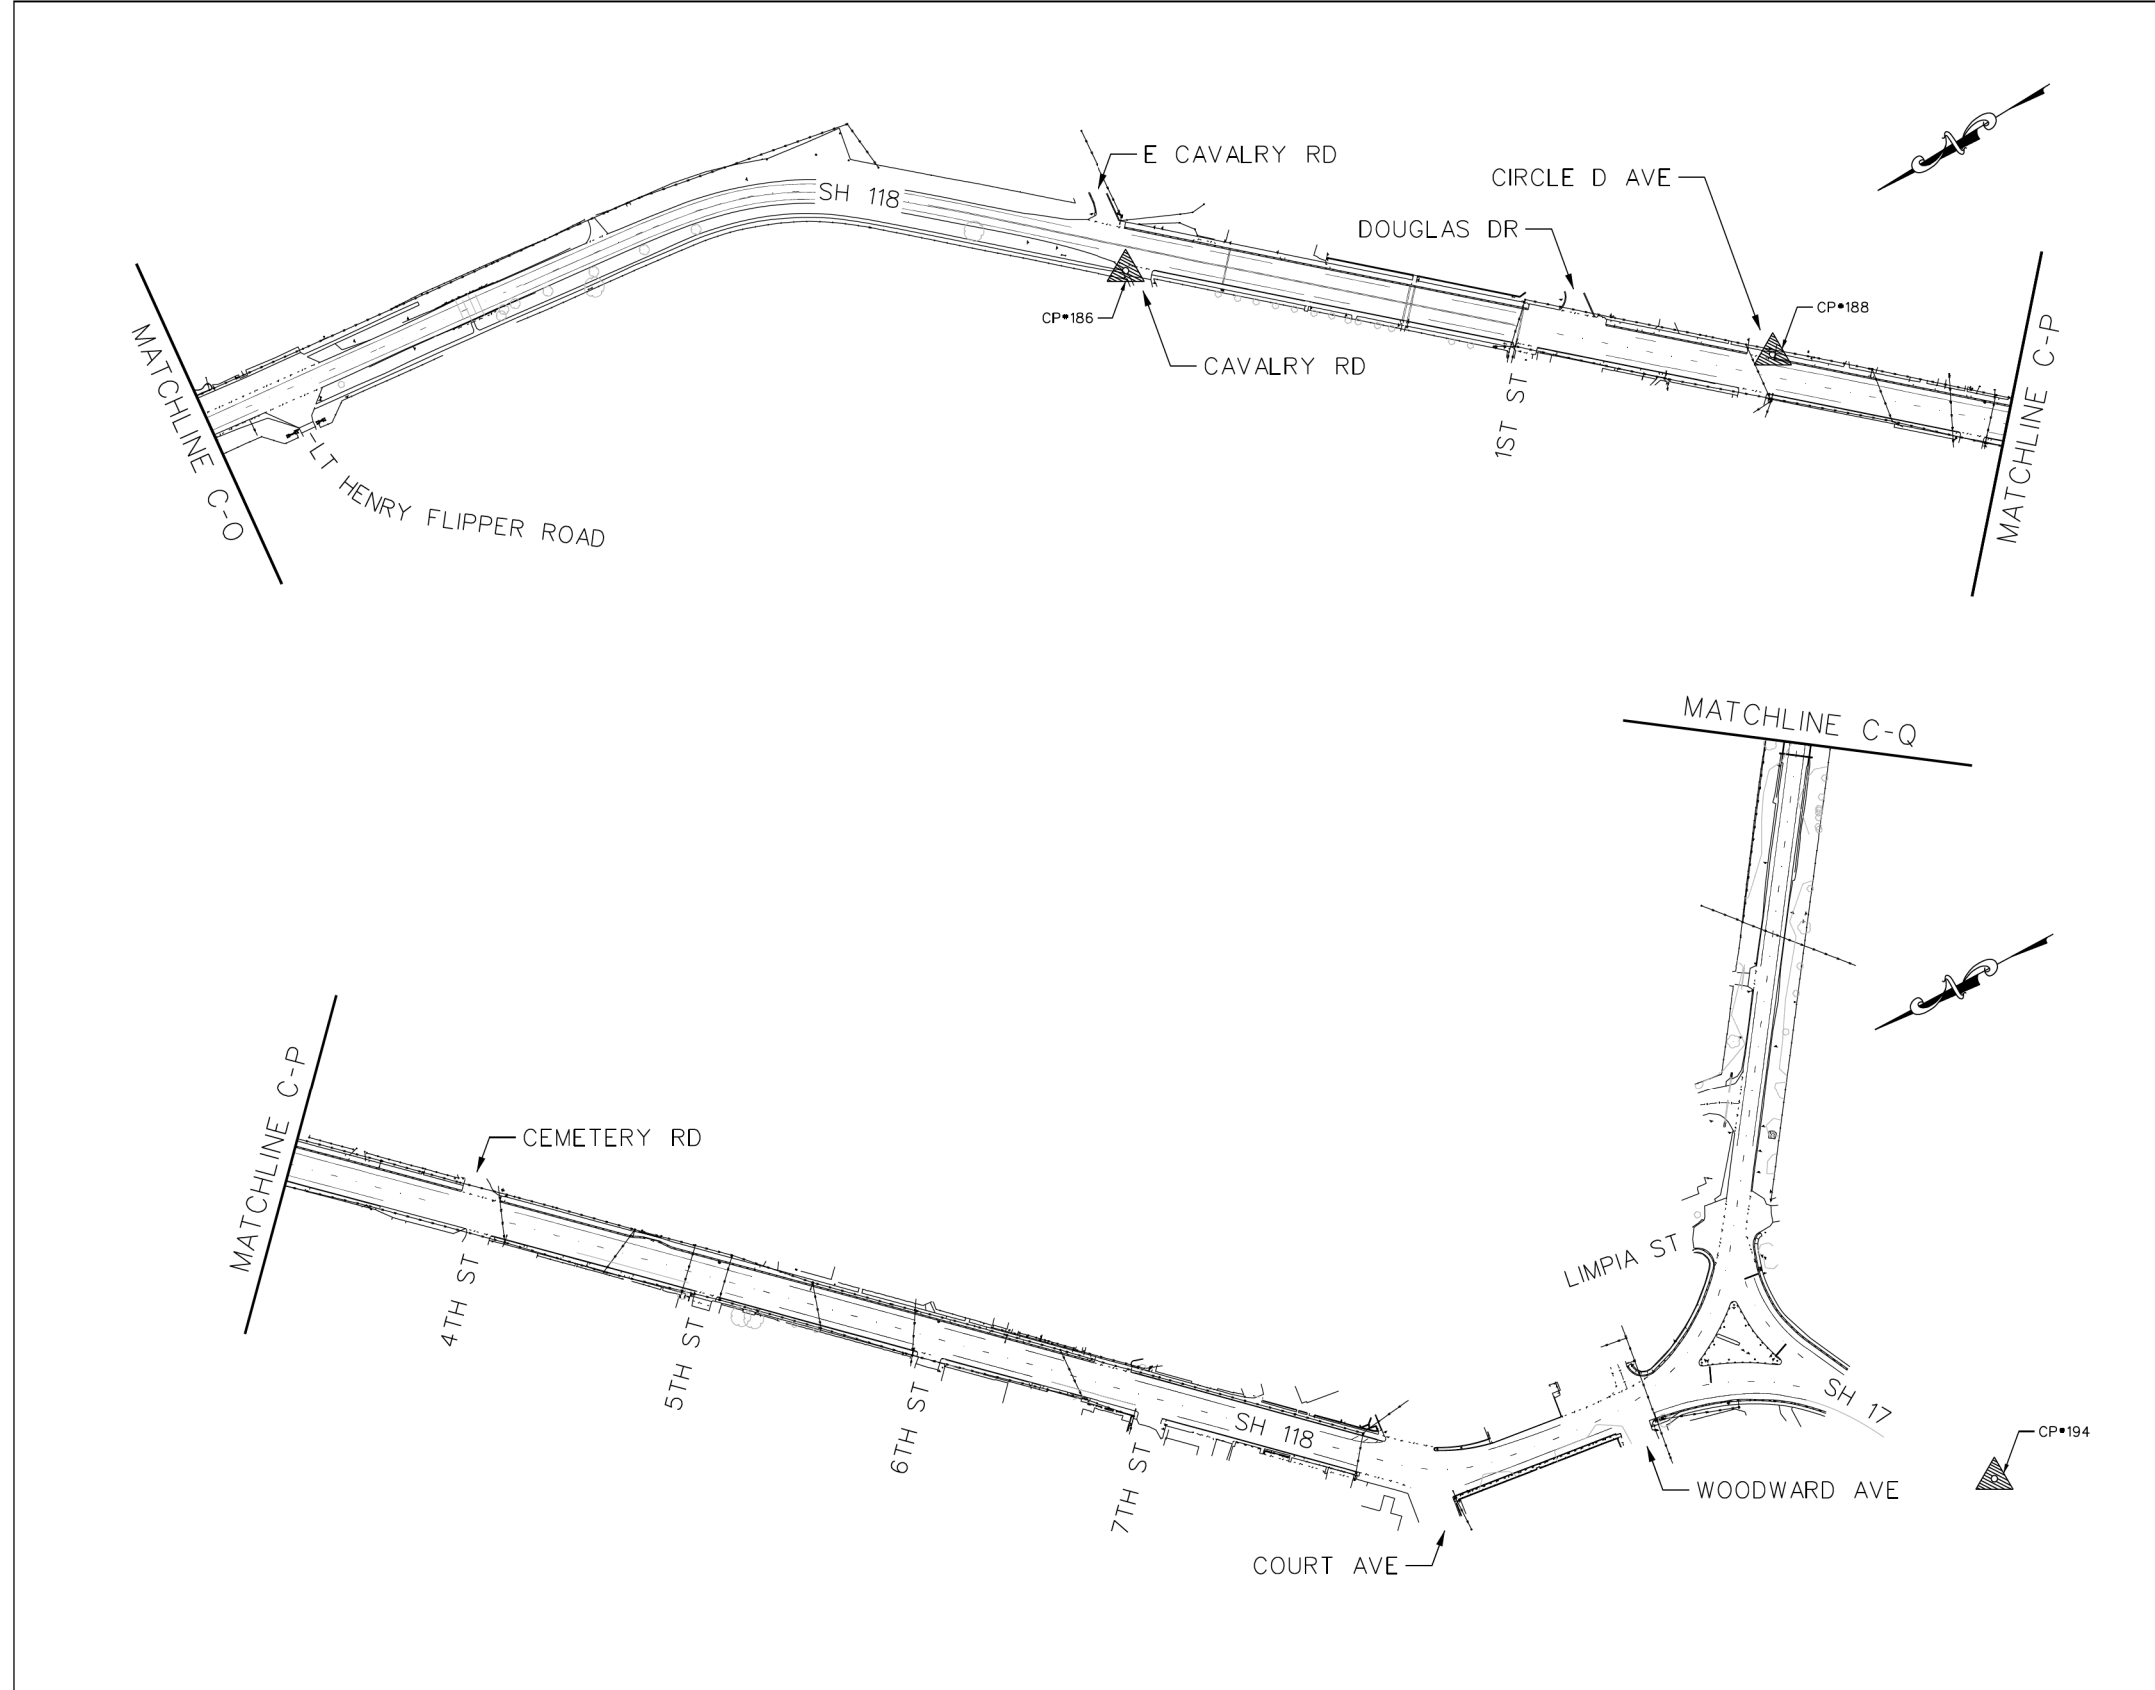 E CAVALRY RD
CIRCLE D AVE
DOUGLAS DR
N
SH 118
CP#188
CP#186
CAVALRY RD
1ST ST
MATCHLINE C-O
MATCHLINE C-P
LT HENRY FLIPPER ROAD
MATCHLINE C-Q
N
MATCHLINE C-P
CEMETERY RD
4TH ST
5TH ST
6TH ST
7TH ST
SH 118
LIMPIA ST
SH 17
CP#194
WOODWARD AVE
COURT AVE